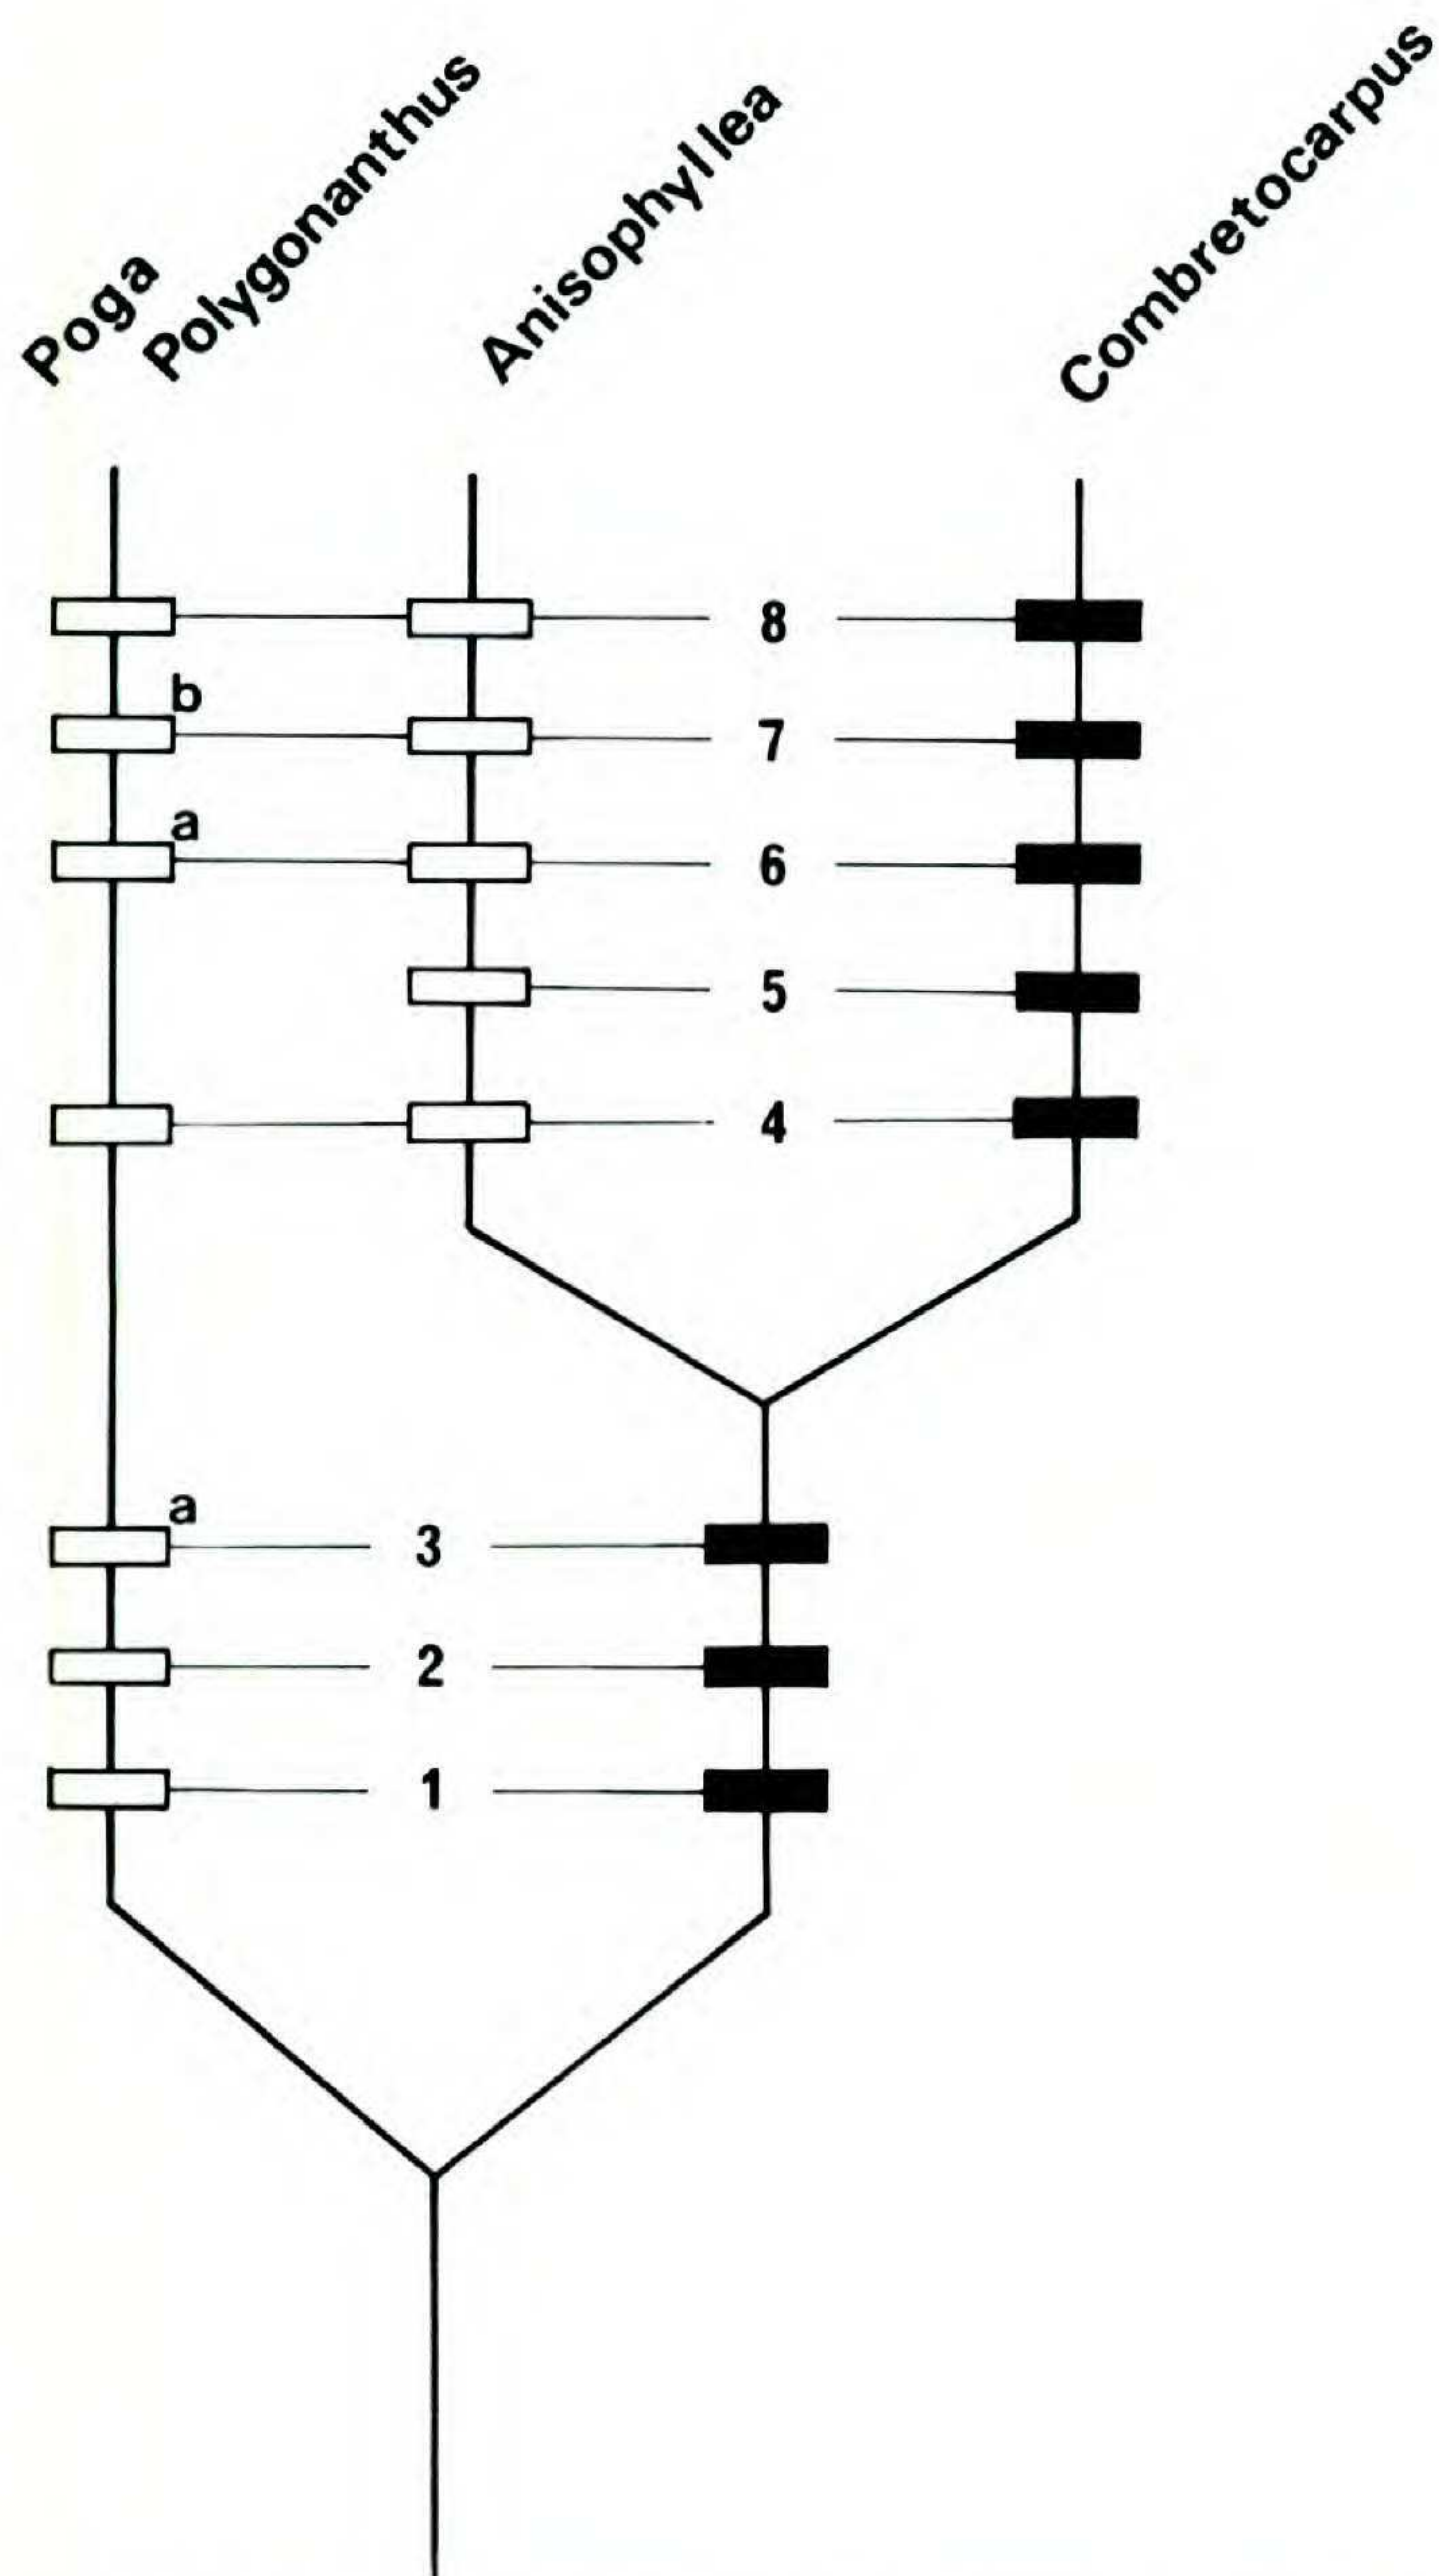 Poga
Polygonanthus
Anisophyllea
Combretocarpus
8
b
7
a
6
5
4
a
3
2
1